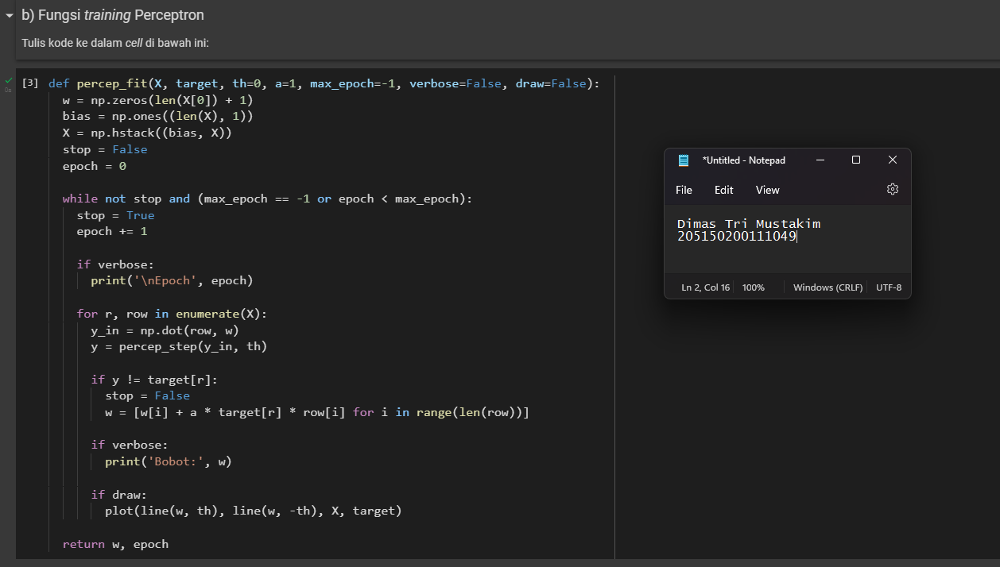 b) Fungsi training Perceptron
Tulis kode ke dalam cell di bawah ini:
[3] def percep_fit(X, target, th=0, a=1, max_epoch=-1, verbose=False, draw=False):
w = np.zeros(len(X[0]) + 1)
bias = np.ones((len(X), 1))
X = np.hstack((bias, X))
stop = False
epoch = 0
while not stop and (max_epoch == -1 or epoch < max_epoch):
stop = True
epoch += 1
if verbose:
print('\nEpoch', epoch)
for r, row in enumerate(X):
y_in = np.dot(row, w)
y = percep_step(y_in, th)
if y != target[r]:
stop = False
w = [w[i] + a * target[r] * row[i] for i in range(len(row))]
if verbose:
print('Bobot:', w)
if draw:
plot(line(w, th), line(w, -th), X, target)
return w, epoch
0s
*Untitled - Notepad
File Edit View
Dimas Tri Mustakim
205150200111049
Ln 2, Col 16 100% Windows (CRLF) UTF-8